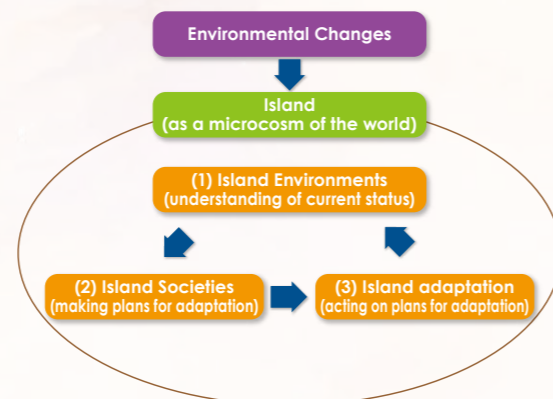 Environmental Changes
Island
(as a microcosm of the world)
(1) Island Environments
(understanding of current status)
(2) Island Societies
(making plans for adaptation)
(3) Island adaptation
(acting on plans for adaptation)